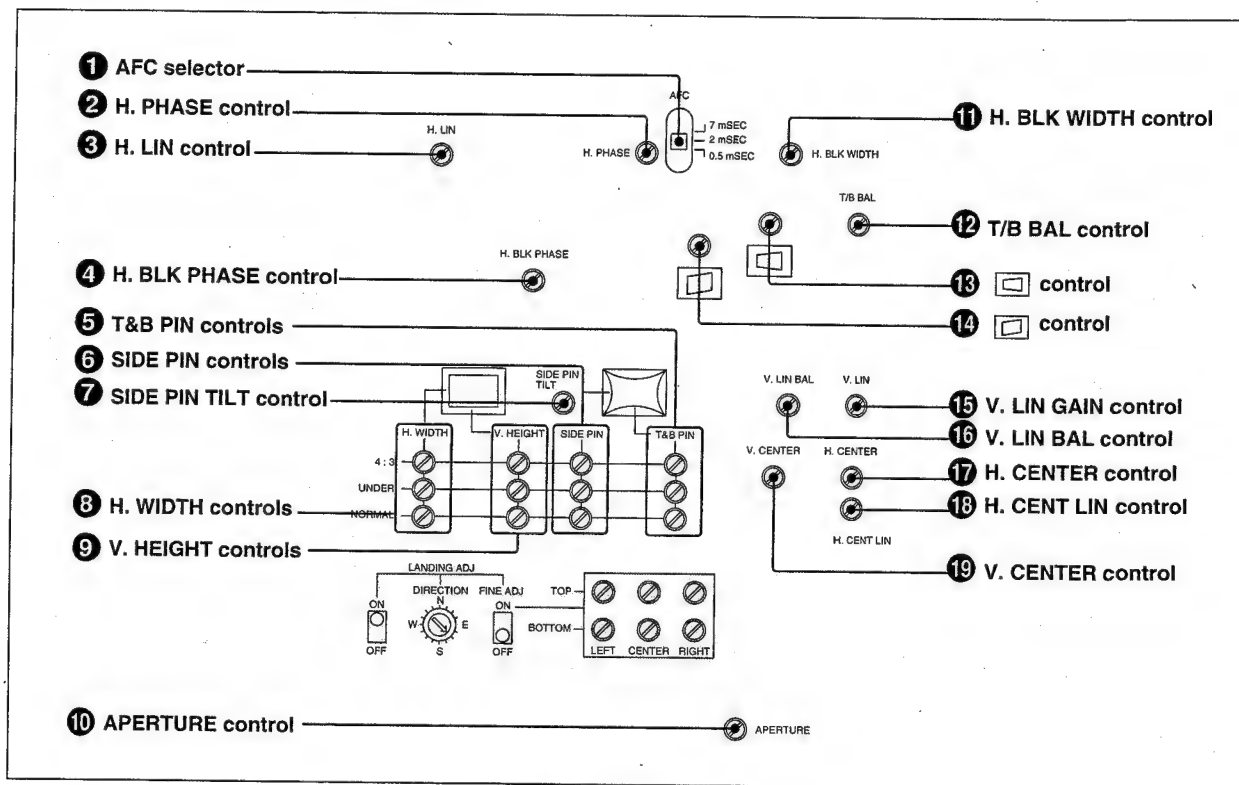 1 AFC selector
2 H. PHASE control
3 H. LIN control
4 H. BLK PHASE control
5 T&B PIN controls
6 SIDE PIN controls
7 SIDE PIN TILT control
8 H. WIDTH controls
9 V. HEIGHT controls
10 APERTURE control
AFC
7 mSEC
2 mSEC
0.5 mSEC
H. LIN
H. PHASE
H. BLK WIDTH
T/B BAL
H. BLK PHASE
SIDE PIN
TILT
H. WIDTH
V. HEIGHT
SIDE PIN
T&B PIN
4 : 3
UNDER
NORMAL
V. LIN BAL
V. LIN
V. CENTER
H. CENTER
H. CENT LIN
LANDING ADJ
ON
OFF
DIRECTION
N
W
E
S
FINE ADJ
ON
OFF
TOP
BOTTOM
LEFT
CENTER
RIGHT
APERTURE
11 H. BLK WIDTH control
12 T/B BAL control
13 control
14 control
15 V. LIN GAIN control
16 V. LIN BAL control
17 H. CENTER control
18 H. CENT LIN control
19 V. CENTER control